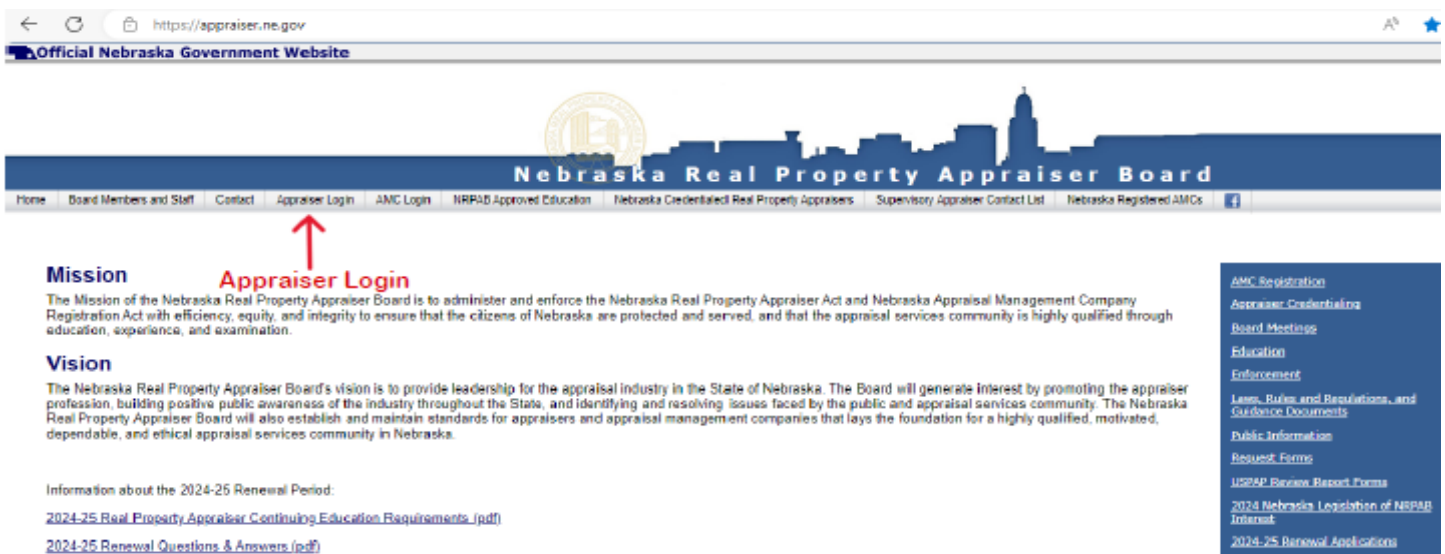 https://appraiser.ne.gov
Official Nebraska Government Website
Nebraska Real Property Appraiser Board
Home Board Members and Staff Contact Appraiser Login AMC Login NRPAB Approved Education Nebraska Credentialed Real Property Appraisers Supervisory Appraiser Contact List Nebraska Registered AMCs
Appraiser Login
Mission
The Mission of the Nebraska Real Property Appraiser Board is to administer and enforce the Nebraska Real Property Appraiser Act and Nebraska Appraisal Management Company
Registration Act with efficiency, equity, and integrity to ensure that the citizens of Nebraska are protected and served, and that the appraisal services community is highly qualified through
education, experience, and examination.
Vision
The Nebraska Real Property Appraiser Board's vision is to provide leadership for the appraisal industry in the State of Nebraska. The Board will generate interest by promoting the appraiser
profession, building positive public awareness of the industry throughout the State, and identifying and resolving issues faced by the public and appraisal services community. The Nebraska
Real Property Appraiser Board will also establish and maintain standards for appraisers and appraisal management companies that lays the foundation for a highly qualified, motivated,
dependable, and ethical appraisal services community in Nebraska.
Information about the 2024-25 Renewal Period:
2024-25 Real Property Appraiser Continuing Education Requirements (pdf)
2024-25 Renewal Questions & Answers (pdf)
AMC Registration
Appraiser Credentialing
Board Meetings
Education
Enforcement
Laws, Rules and Regulations, and
Guidance Documents
Public Information
Request Forms
USPAP Review Report Forms
2024 Nebraska Legislation of NRPAB
Interest
2024-25 Renewal Applications